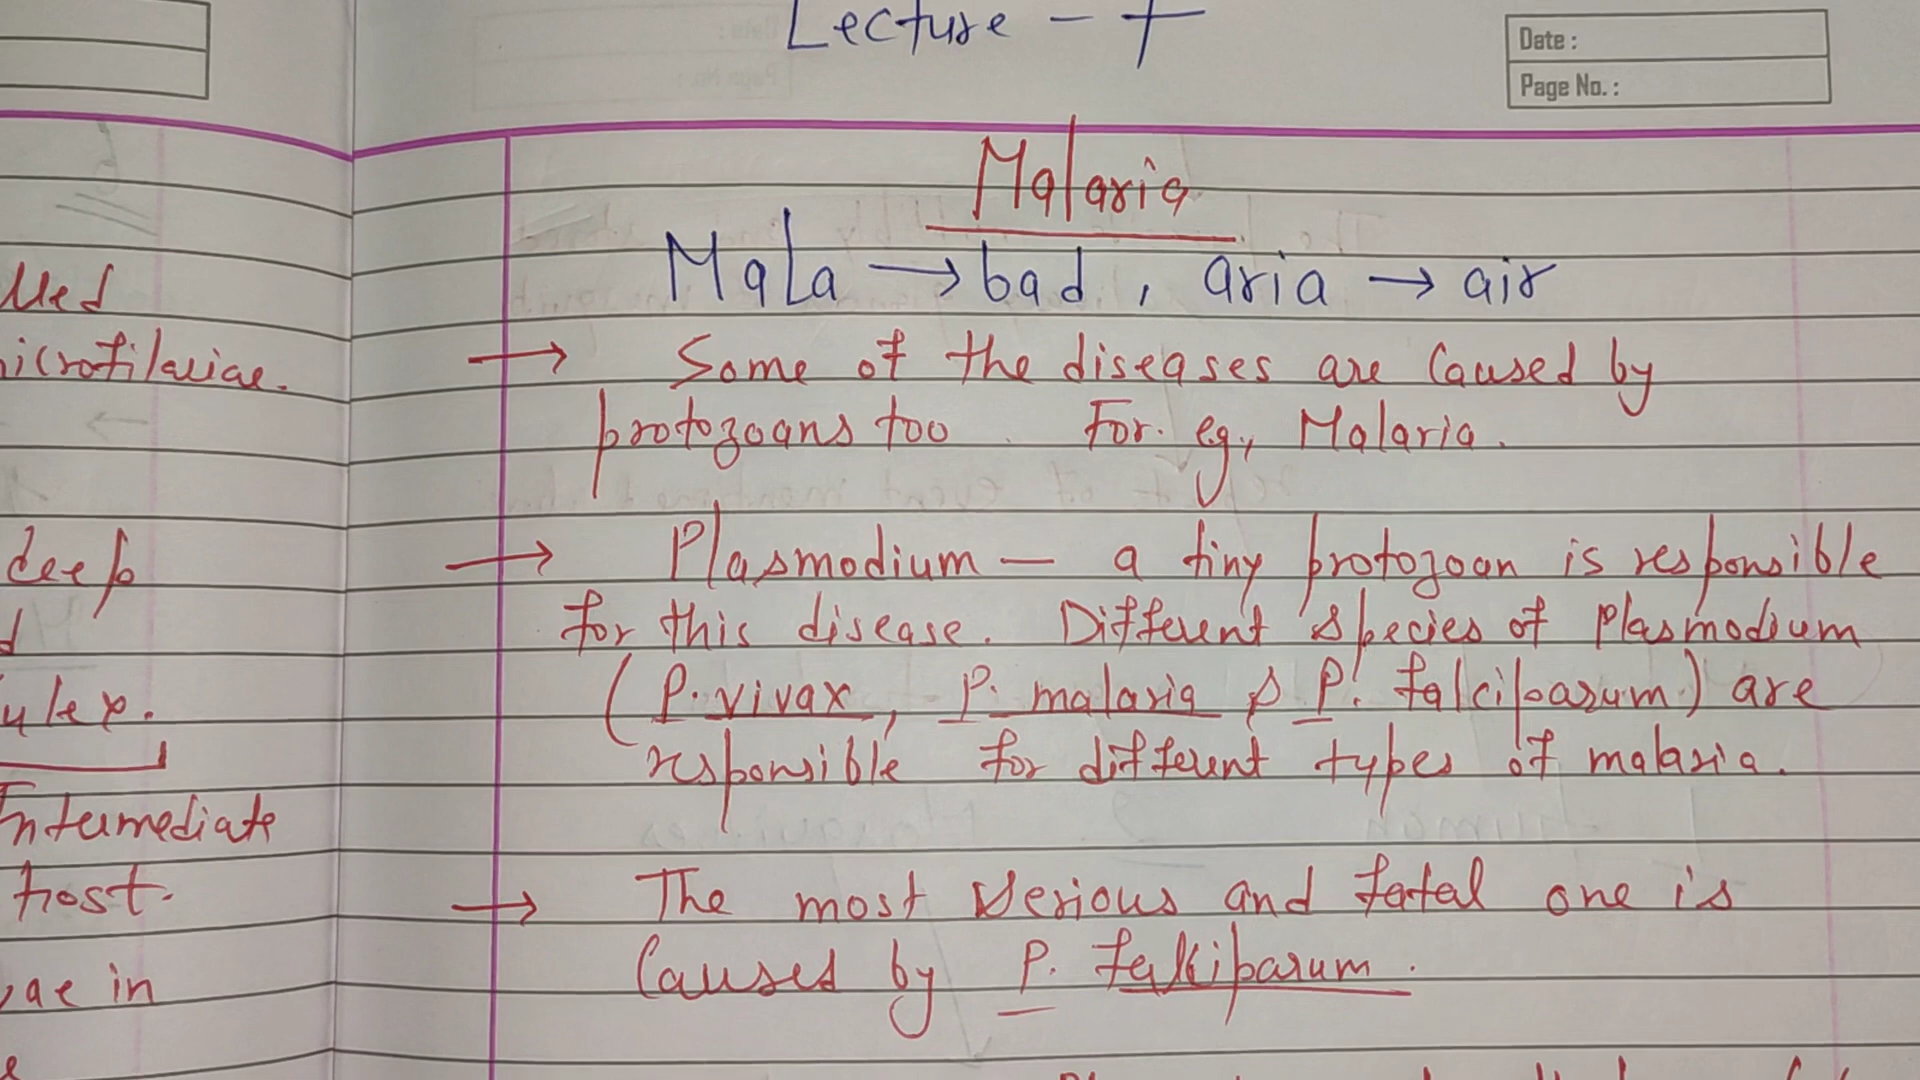 lled
icrofilariae.
deep
d
ulex.
Intermediate
host.
ae in
Lecture - 7
Date :
Page No. :
Malaria
Mala → bad , aria → air
→ Some of the diseases are Caused by
protozoans too . For. eg., Malaria.
→ Plasmodium — a tiny protozoan is responsible
for this disease. Different species of Plasmodium
(P. vivax, P. malaria & P. falciparum) are
responsible for different types of malaria.
→ The most serious and fatal one is
Caused by P. falciparum.